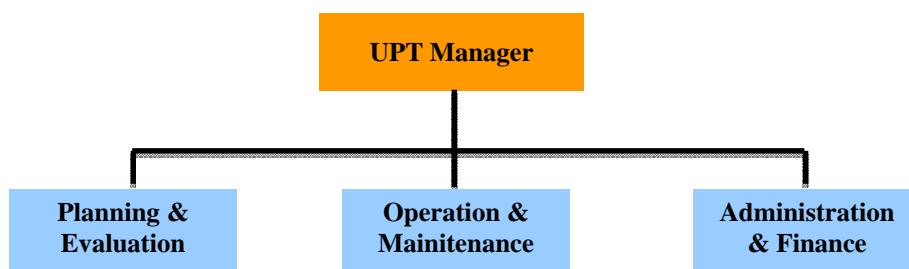 UPT Manager
Planning &
Evaluation
Operation &
Mainitenance
Administration
& Finance